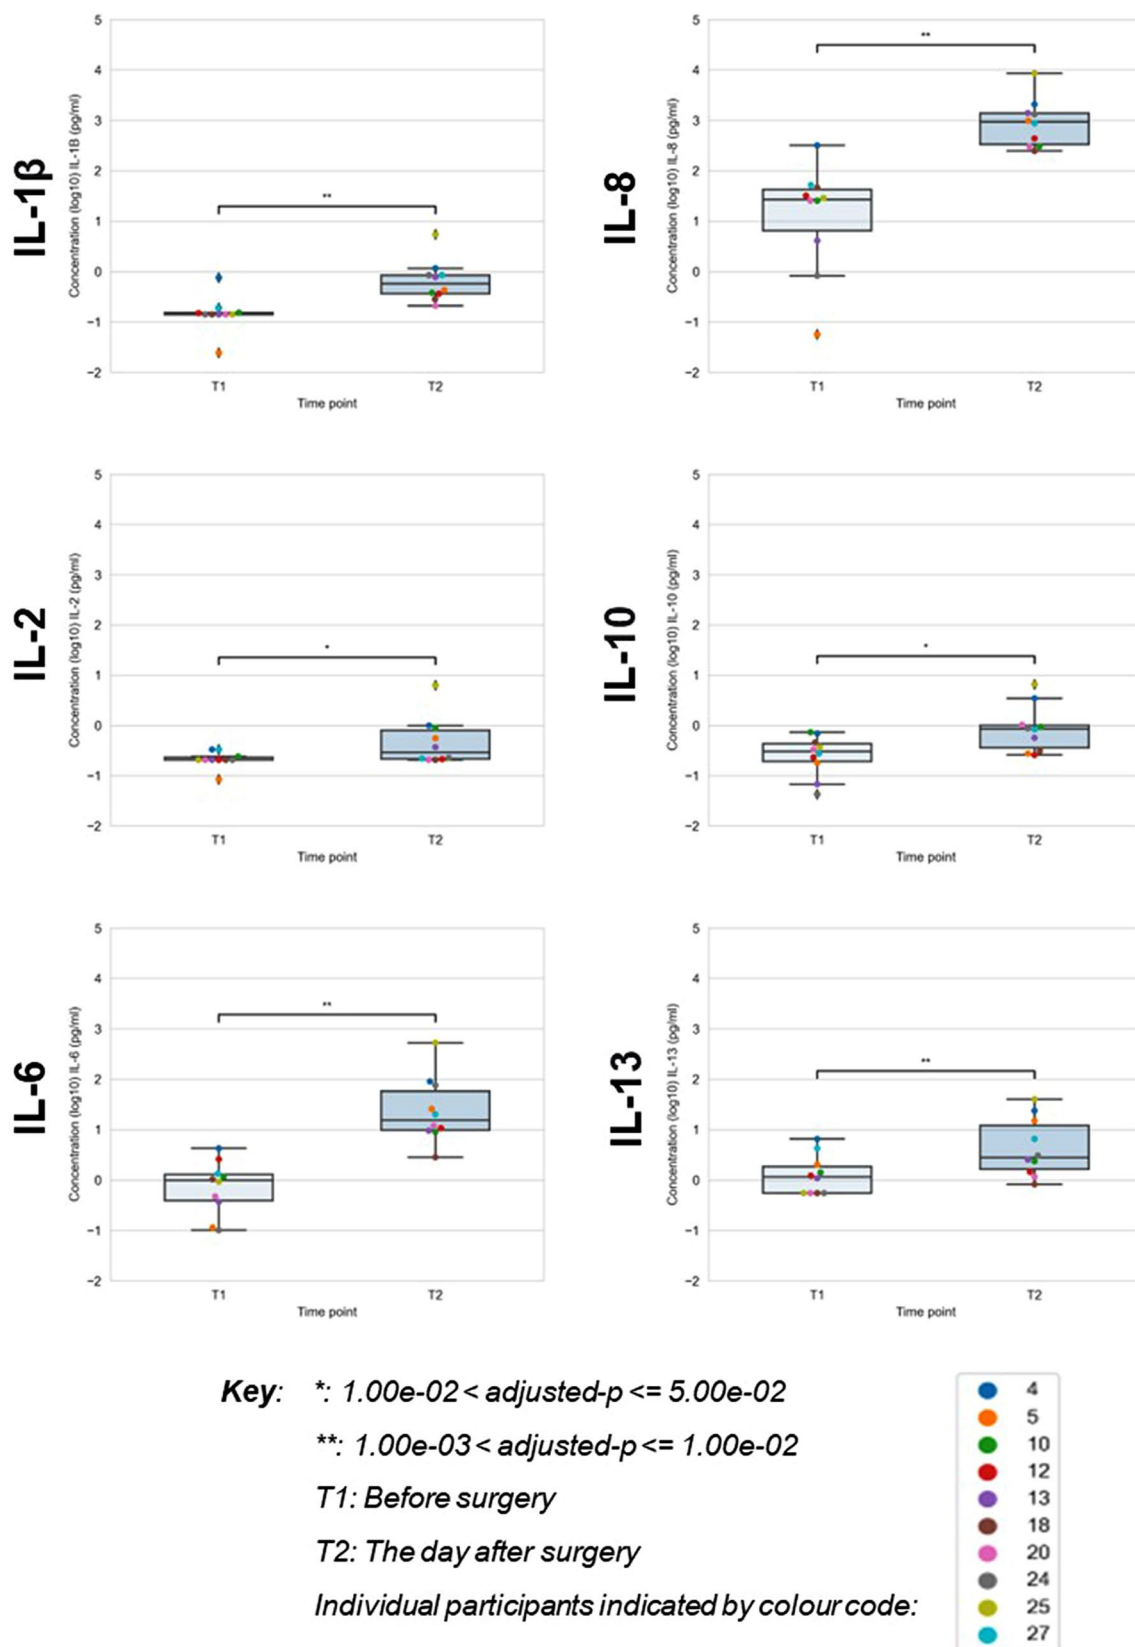 IL-1β
Concentration (log10) IL-1B (pg/ml)
5
4
3
2
1
0
−1
−2
**
T1
T2
Time point
IL-8
Concentration (log10) IL-8 (pg/ml)
5
4
3
2
1
0
−1
−2
**
T1
T2
Time point
IL-2
Concentration (log10) IL-2 (pg/ml)
5
4
3
2
1
0
−1
−2
*
T1
T2
Time point
IL-10
Concentration (log10) IL-10 (pg/ml)
5
4
3
2
1
0
−1
−2
*
T1
T2
Time point
IL-6
Concentration (log10) IL-6 (pg/ml)
5
4
3
2
1
0
−1
−2
**
T1
T2
Time point
IL-13
Concentration (log10) IL-13 (pg/ml)
5
4
3
2
1
0
−1
−2
**
T1
T2
Time point
Key: *: 1.00e-02 < adjusted-p <= 5.00e-02
**: 1.00e-03 < adjusted-p <= 1.00e-02
T1: Before surgery
T2: The day after surgery
Individual participants indicated by colour code:
4
5
10
12
13
18
20
24
25
27